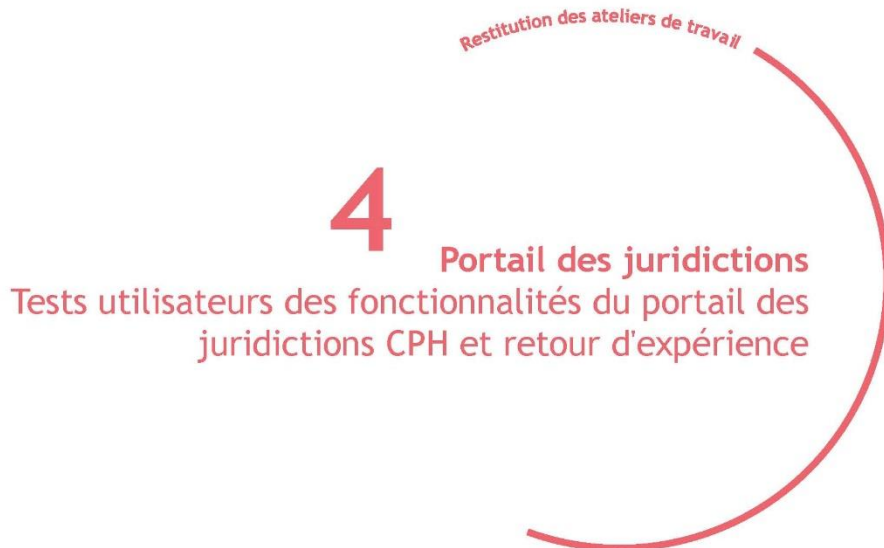 Restitution des ateliers de travail
4
Portail des juridictions
Tests utilisateurs des fonctionnalités du portail des
juridictions CPH et retour d'expérience